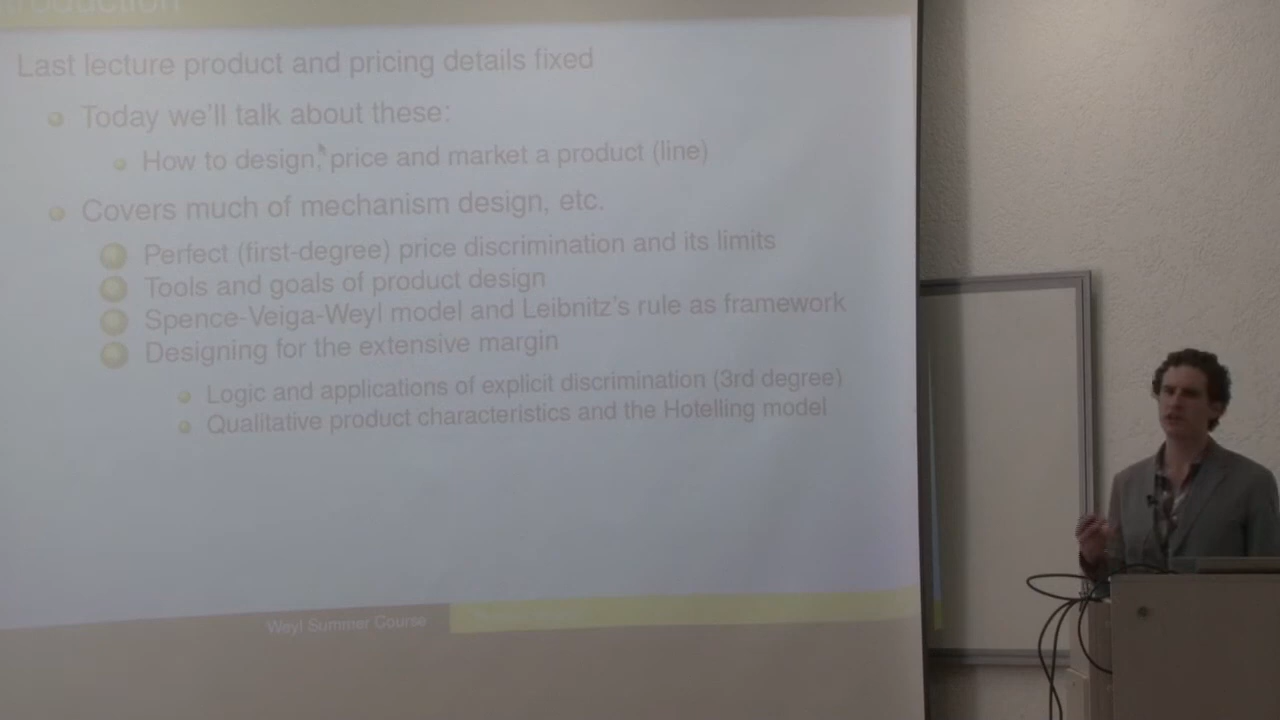 ntroduction
Last lecture product and pricing details fixed
Today we'll talk about these:
How to design, price and market a product (line)
Covers much of mechanism design, etc.
Perfect (first-degree) price discrimination and its limits
Tools and goals of product design
Spence-Veiga-Weyl model and Leibnitz's rule as framework
Designing for the extensive margin
Logic and applications of explicit discrimination (3rd degree)
Qualitative product characteristics and the Hotelling model
Weyl Summer Course